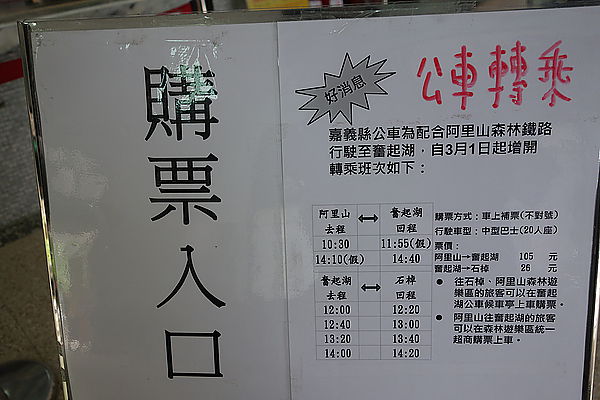 購票入口
好消息
公車轉乘
嘉義縣公車為配合阿里山森林鐵路
行駛至奮起湖，自3月1日起增開
轉乘班次如下：
阿里山 ↔ 奮起湖
去程 回程
10:30 11:55(假)
14:10(假) 14:40
奮起湖 ↔ 石棹
去程 回程
12:00 12:20
12:40 13:00
13:20 13:40
14:00 14:20
購票方式：車上補票(不對號)
行駛車型：中型巴士(20人座)
票價：
阿里山→奮起湖 105 元
奮起湖→石棹 26 元
● 往石棹、阿里山森林遊
樂區的旅客可以在奮起
湖公車候車亭上車購票。
● 阿里山往奮起湖的旅客
可以在森林遊樂區統一
超商購票上車。